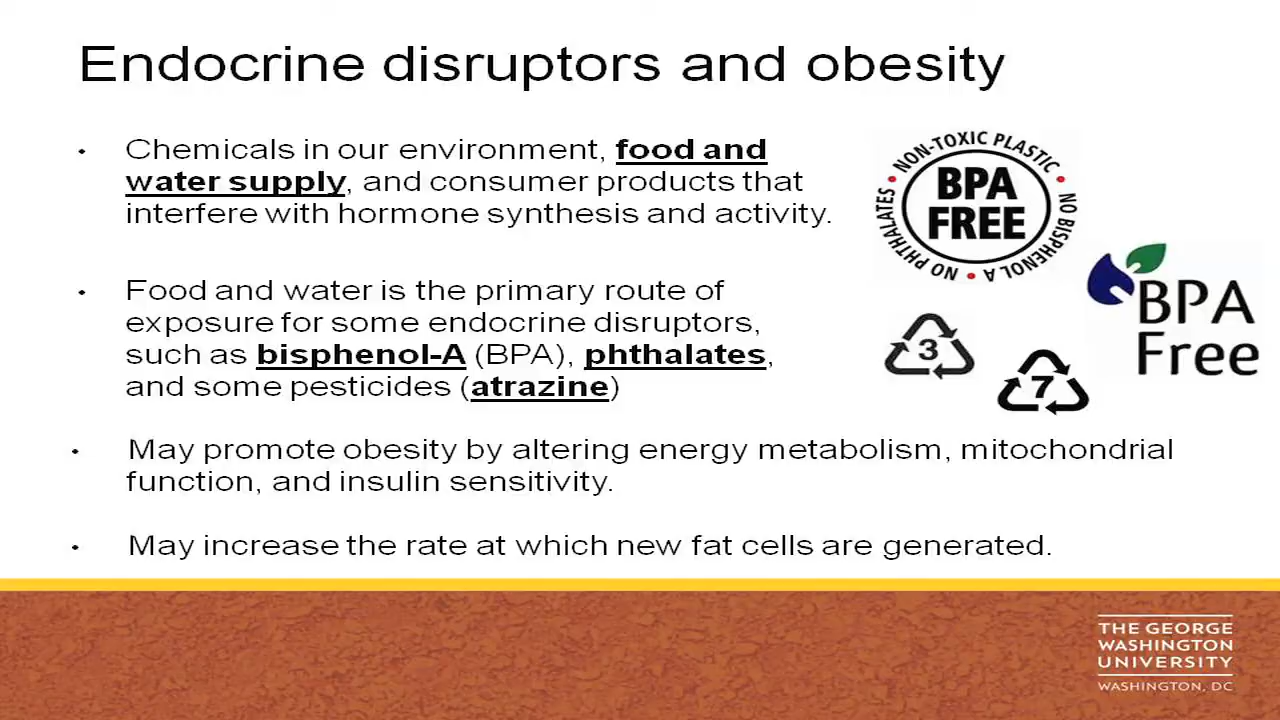 Endocrine disruptors and obesity
• Chemicals in our environment, food and
water supply, and consumer products that
interfere with hormone synthesis and activity.
• Food and water is the primary route of
exposure for some endocrine disruptors,
such as bisphenol-A (BPA), phthalates,
and some pesticides (atrazine)
• May promote obesity by altering energy metabolism, mitochondrial
function, and insulin sensitivity.
• May increase the rate at which new fat cells are generated.
• NON-TOXIC PLASTIC • NO BISPHENOL A • NO PHTHALATES
BPA
FREE
BPA
Free
3
7
THE GEORGE
WASHINGTON
UNIVERSITY
WASHINGTON, DC